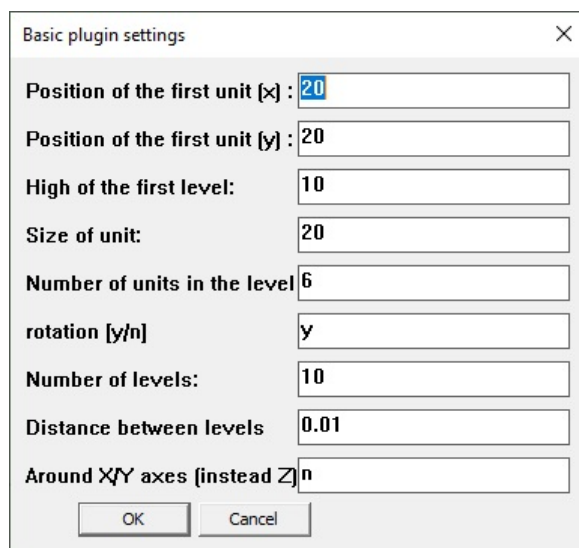 Basic plugin settings
Position of the first unit (x) : 20
Position of the first unit (y) : 20
High of the first level: 10
Size of unit: 20
Number of units in the level 6
rotation [y/n] y
Number of levels: 10
Distance between levels 0.01
Around X/Y axes (instead Z) n
OK Cancel